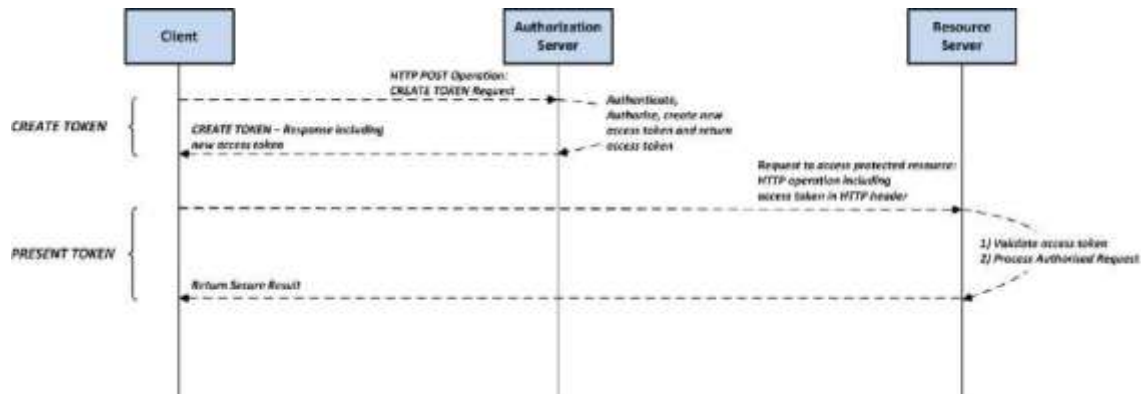 Client
Authorization
Server
Resource
Server
HTTP POST Operation:
CREATE TOKEN Request
Authenticate,
Authorise, create new
access token and return
access token
CREATE TOKEN
CREATE TOKEN – Response including
new access token
Request to access protected resource:
HTTP operation including
access token in HTTP header
PRESENT TOKEN
1) Validate access token
2) Process Authorised Request
Return Secure Result